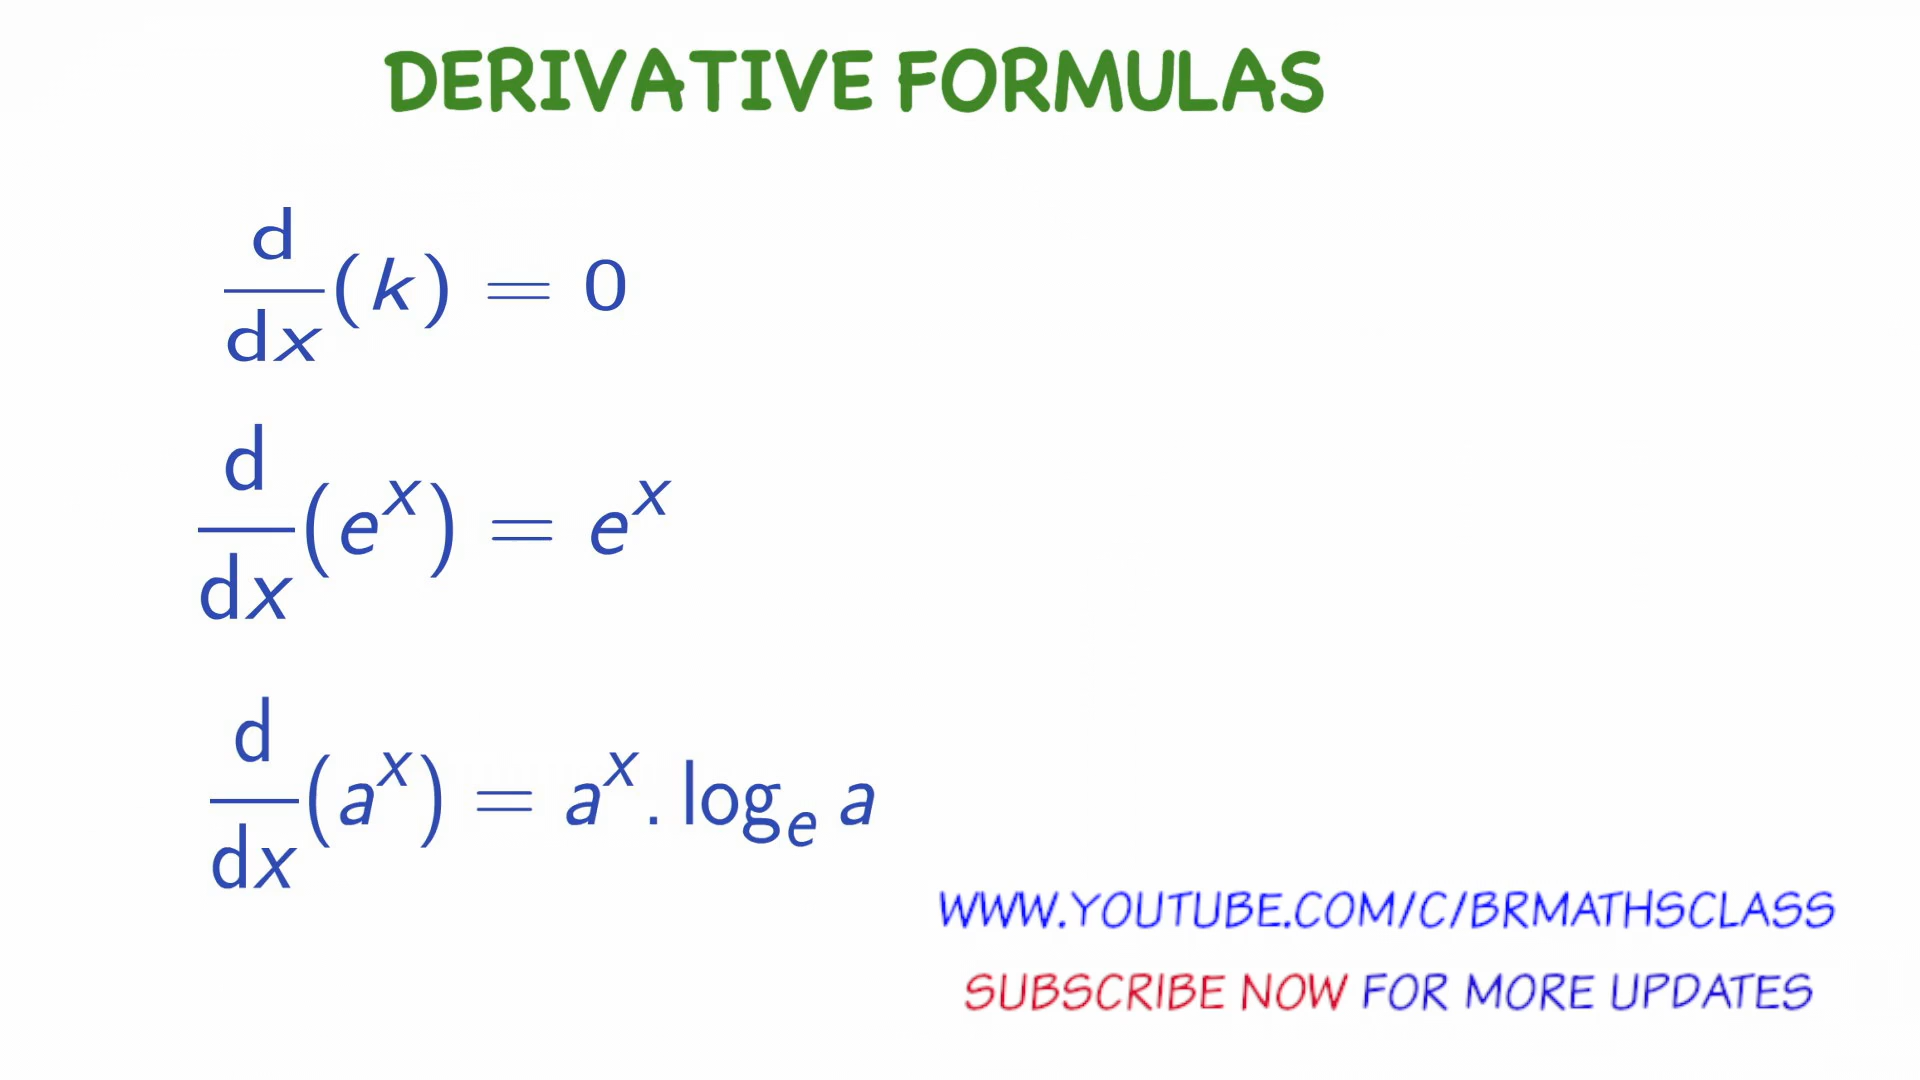 DERIVATIVE FORMULAS
d/dx (k) = 0
d/dx (e^x) = e^x
d/dx (a^x) = a^x . log_e a
WWW.YOUTUBE.COM/C/BRMATHSCLASS
SUBSCRIBE NOW FOR MORE UPDATES